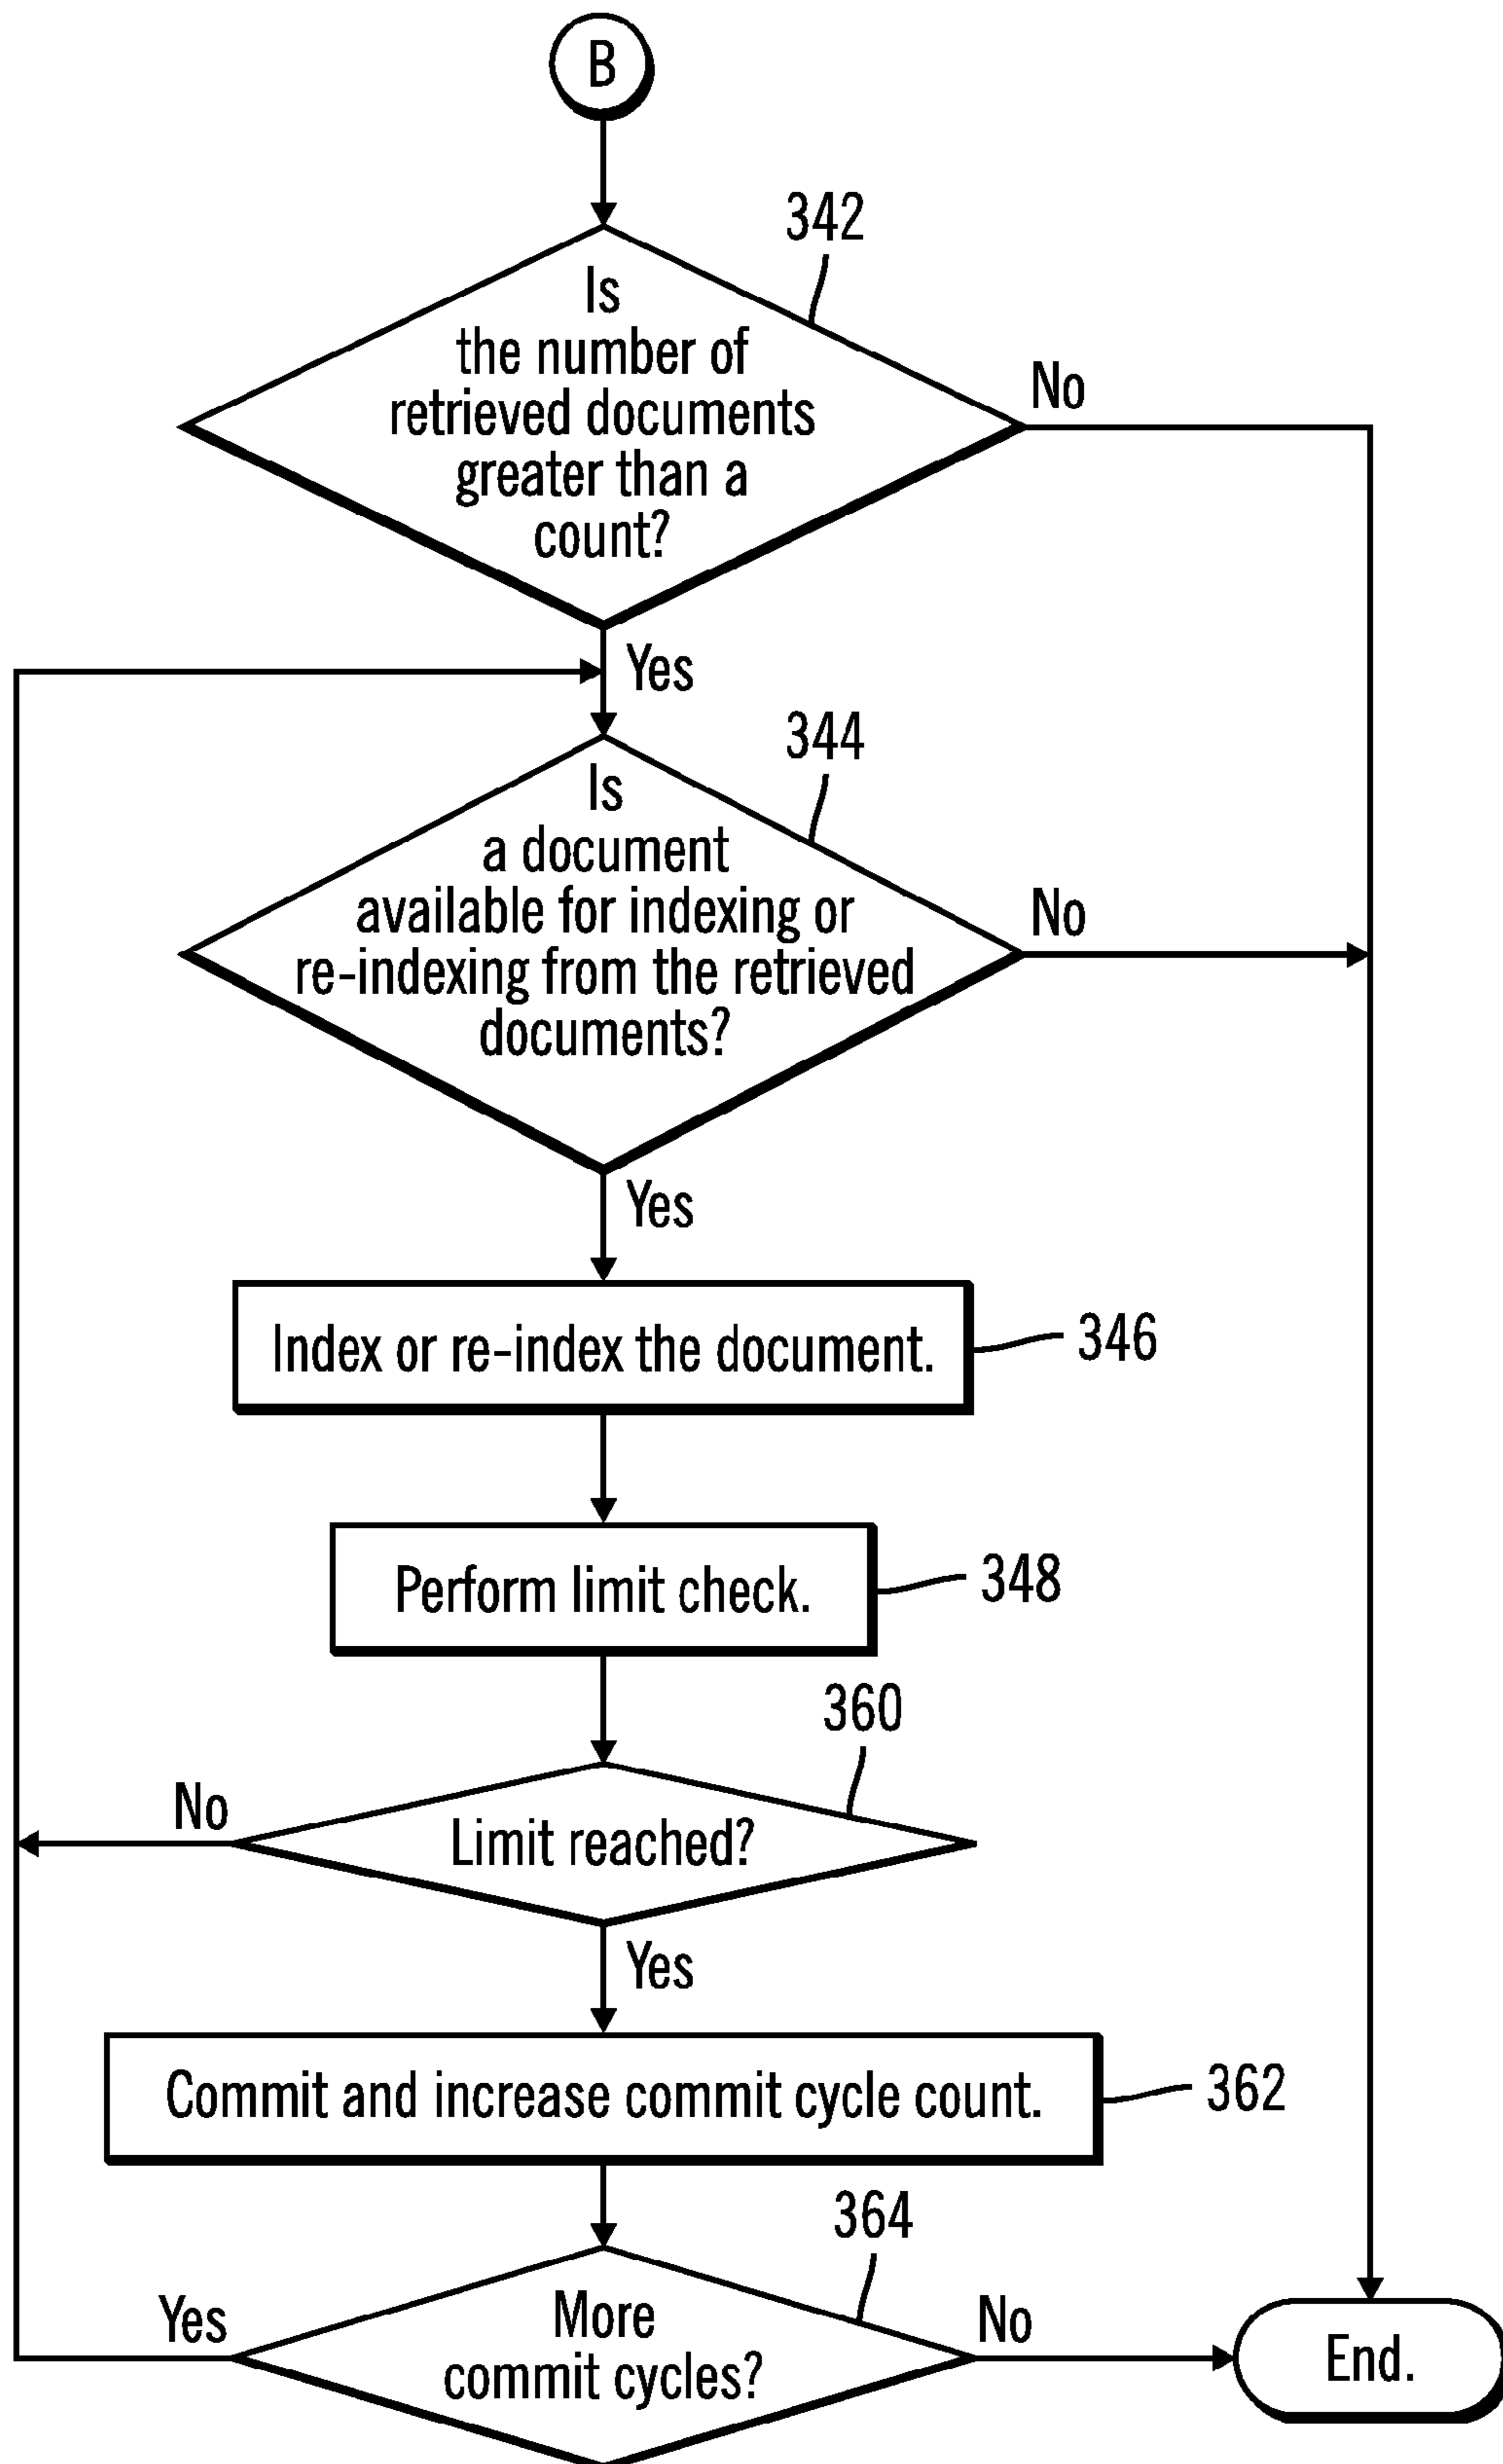 B
342
Is
the number of
retrieved documents
greater than a
count?
No
Yes
344
Is
a document
available for indexing or
re-indexing from the retrieved
documents?
No
Yes
Index or re-index the document.
346
Perform limit check.
348
360
No
Limit reached?
Yes
Commit and increase commit cycle count.
362
364
Yes
More
commit cycles?
No
End.